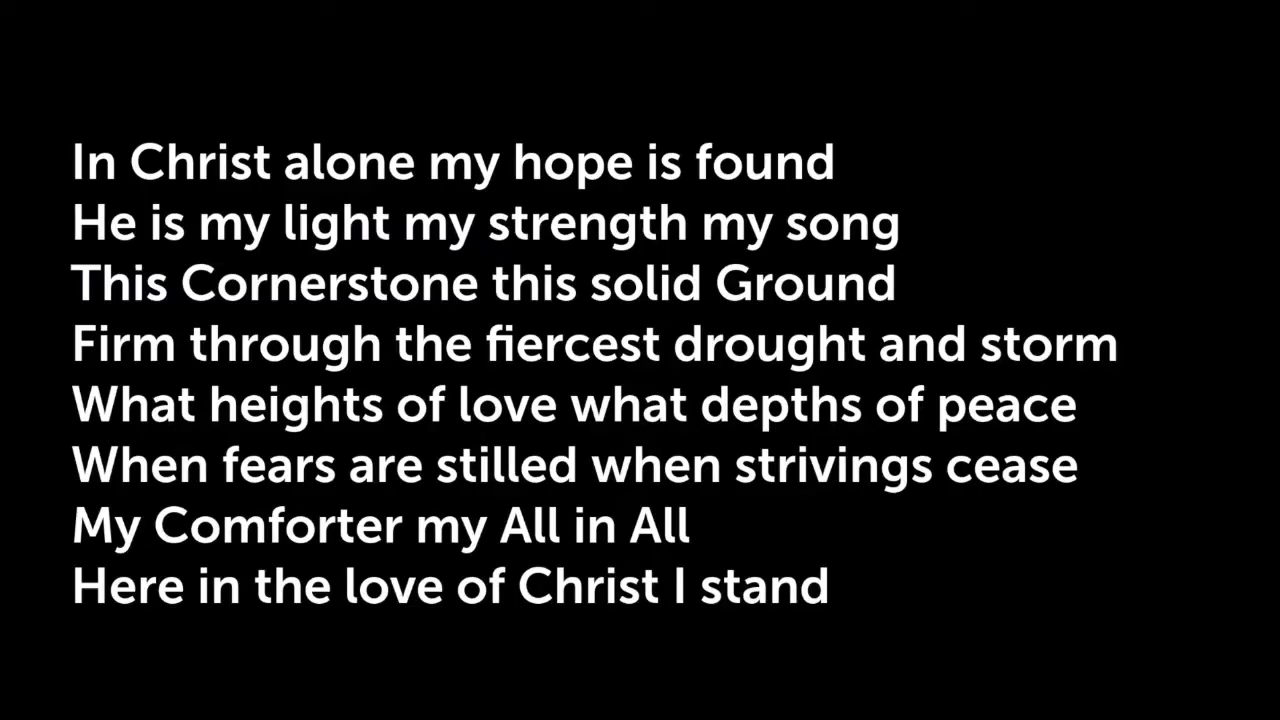 In Christ alone my hope is found
He is my light my strength my song
This Cornerstone this solid Ground
Firm through the fiercest drought and storm
What heights of love what depths of peace
When fears are stilled when strivings cease
My Comforter my All in All
Here in the love of Christ I stand